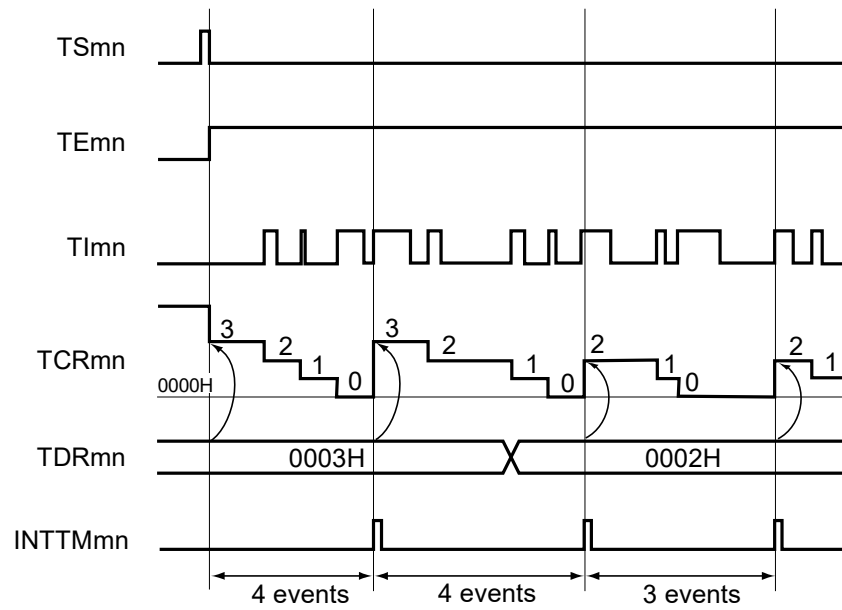 TSmn
TEmn
TImn
TCRmn
3
2
1
0
3
2
1
0
2
1
0
2
1
0000H
TDRmn
0003H
0002H
INTTMmn
4 events
4 events
3 events